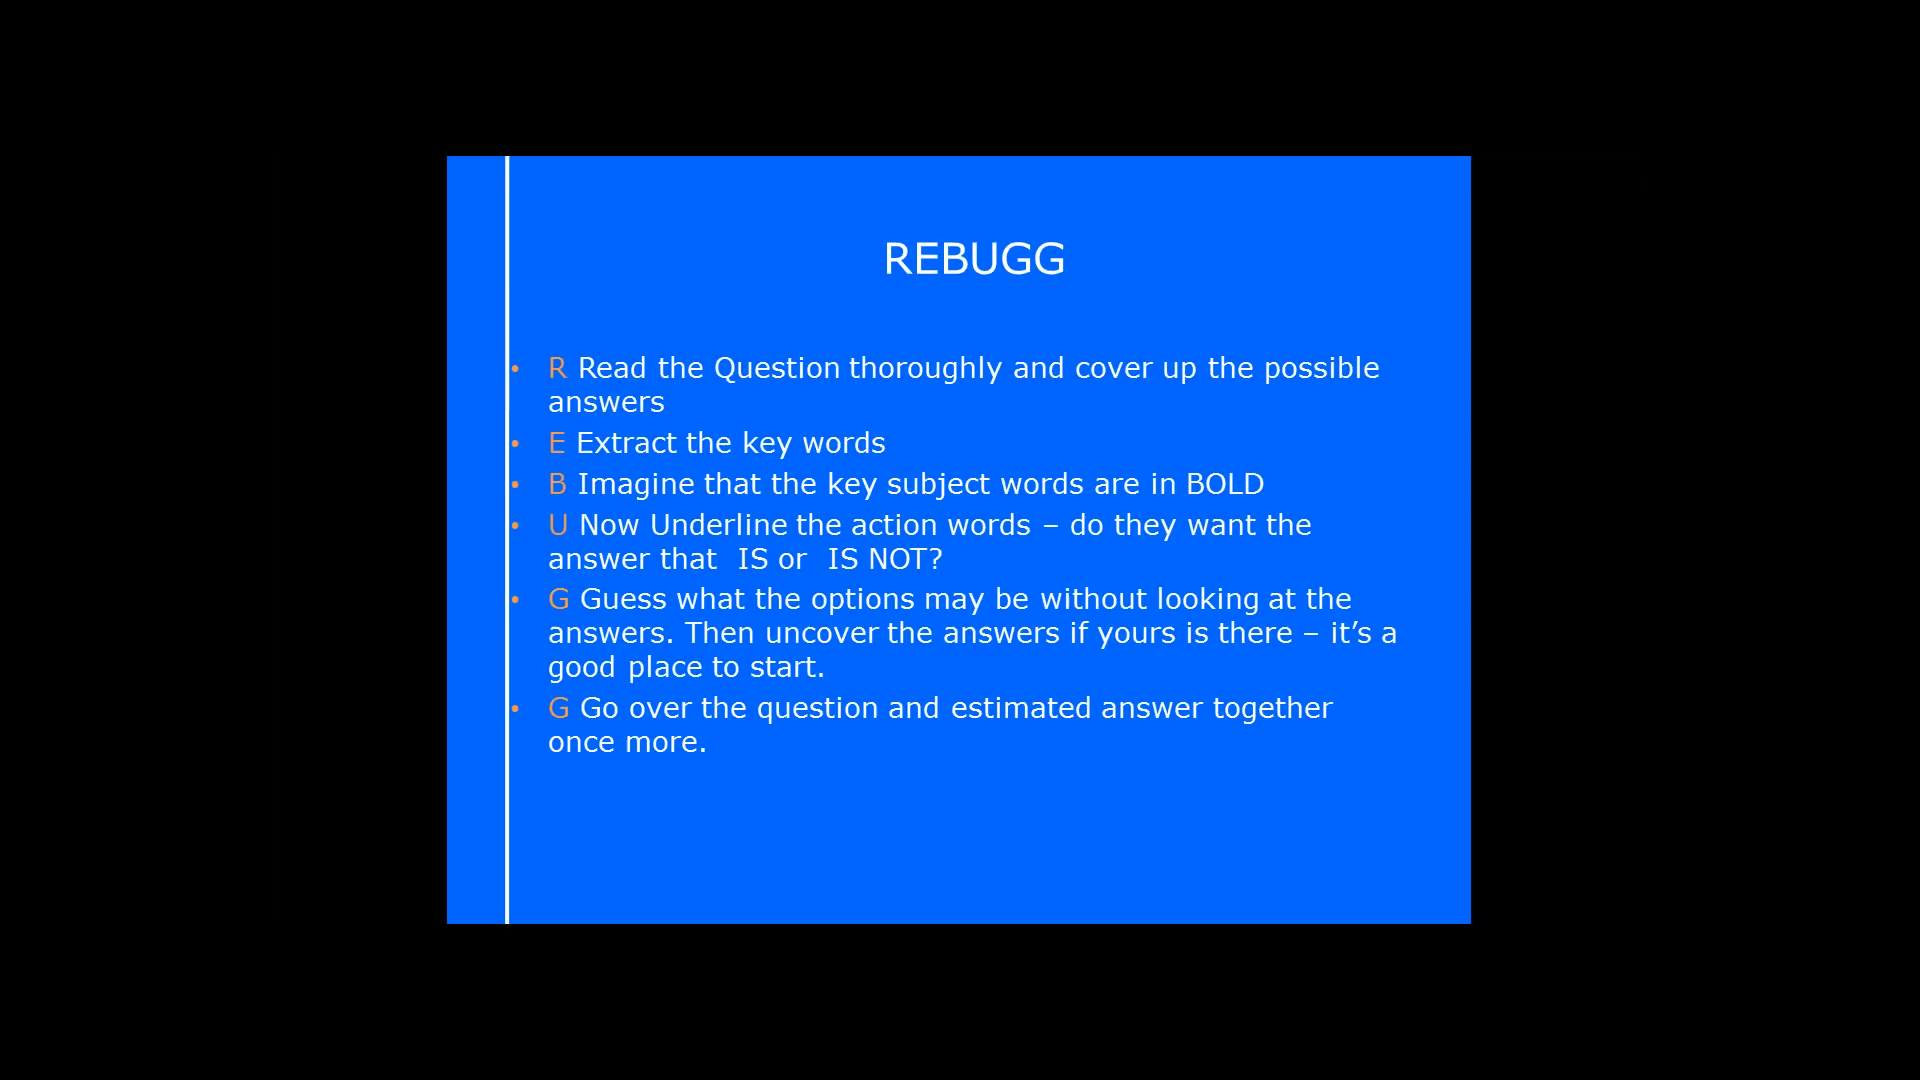 REBUGG
• R Read the Question thoroughly and cover up the possible
answers
• E Extract the key words
• B Imagine that the key subject words are in BOLD
• U Now Underline the action words – do they want the
answer that  IS or  IS NOT?
• G Guess what the options may be without looking at the
answers. Then uncover the answers if yours is there – it’s a
good place to start.
• G Go over the question and estimated answer together
once more.